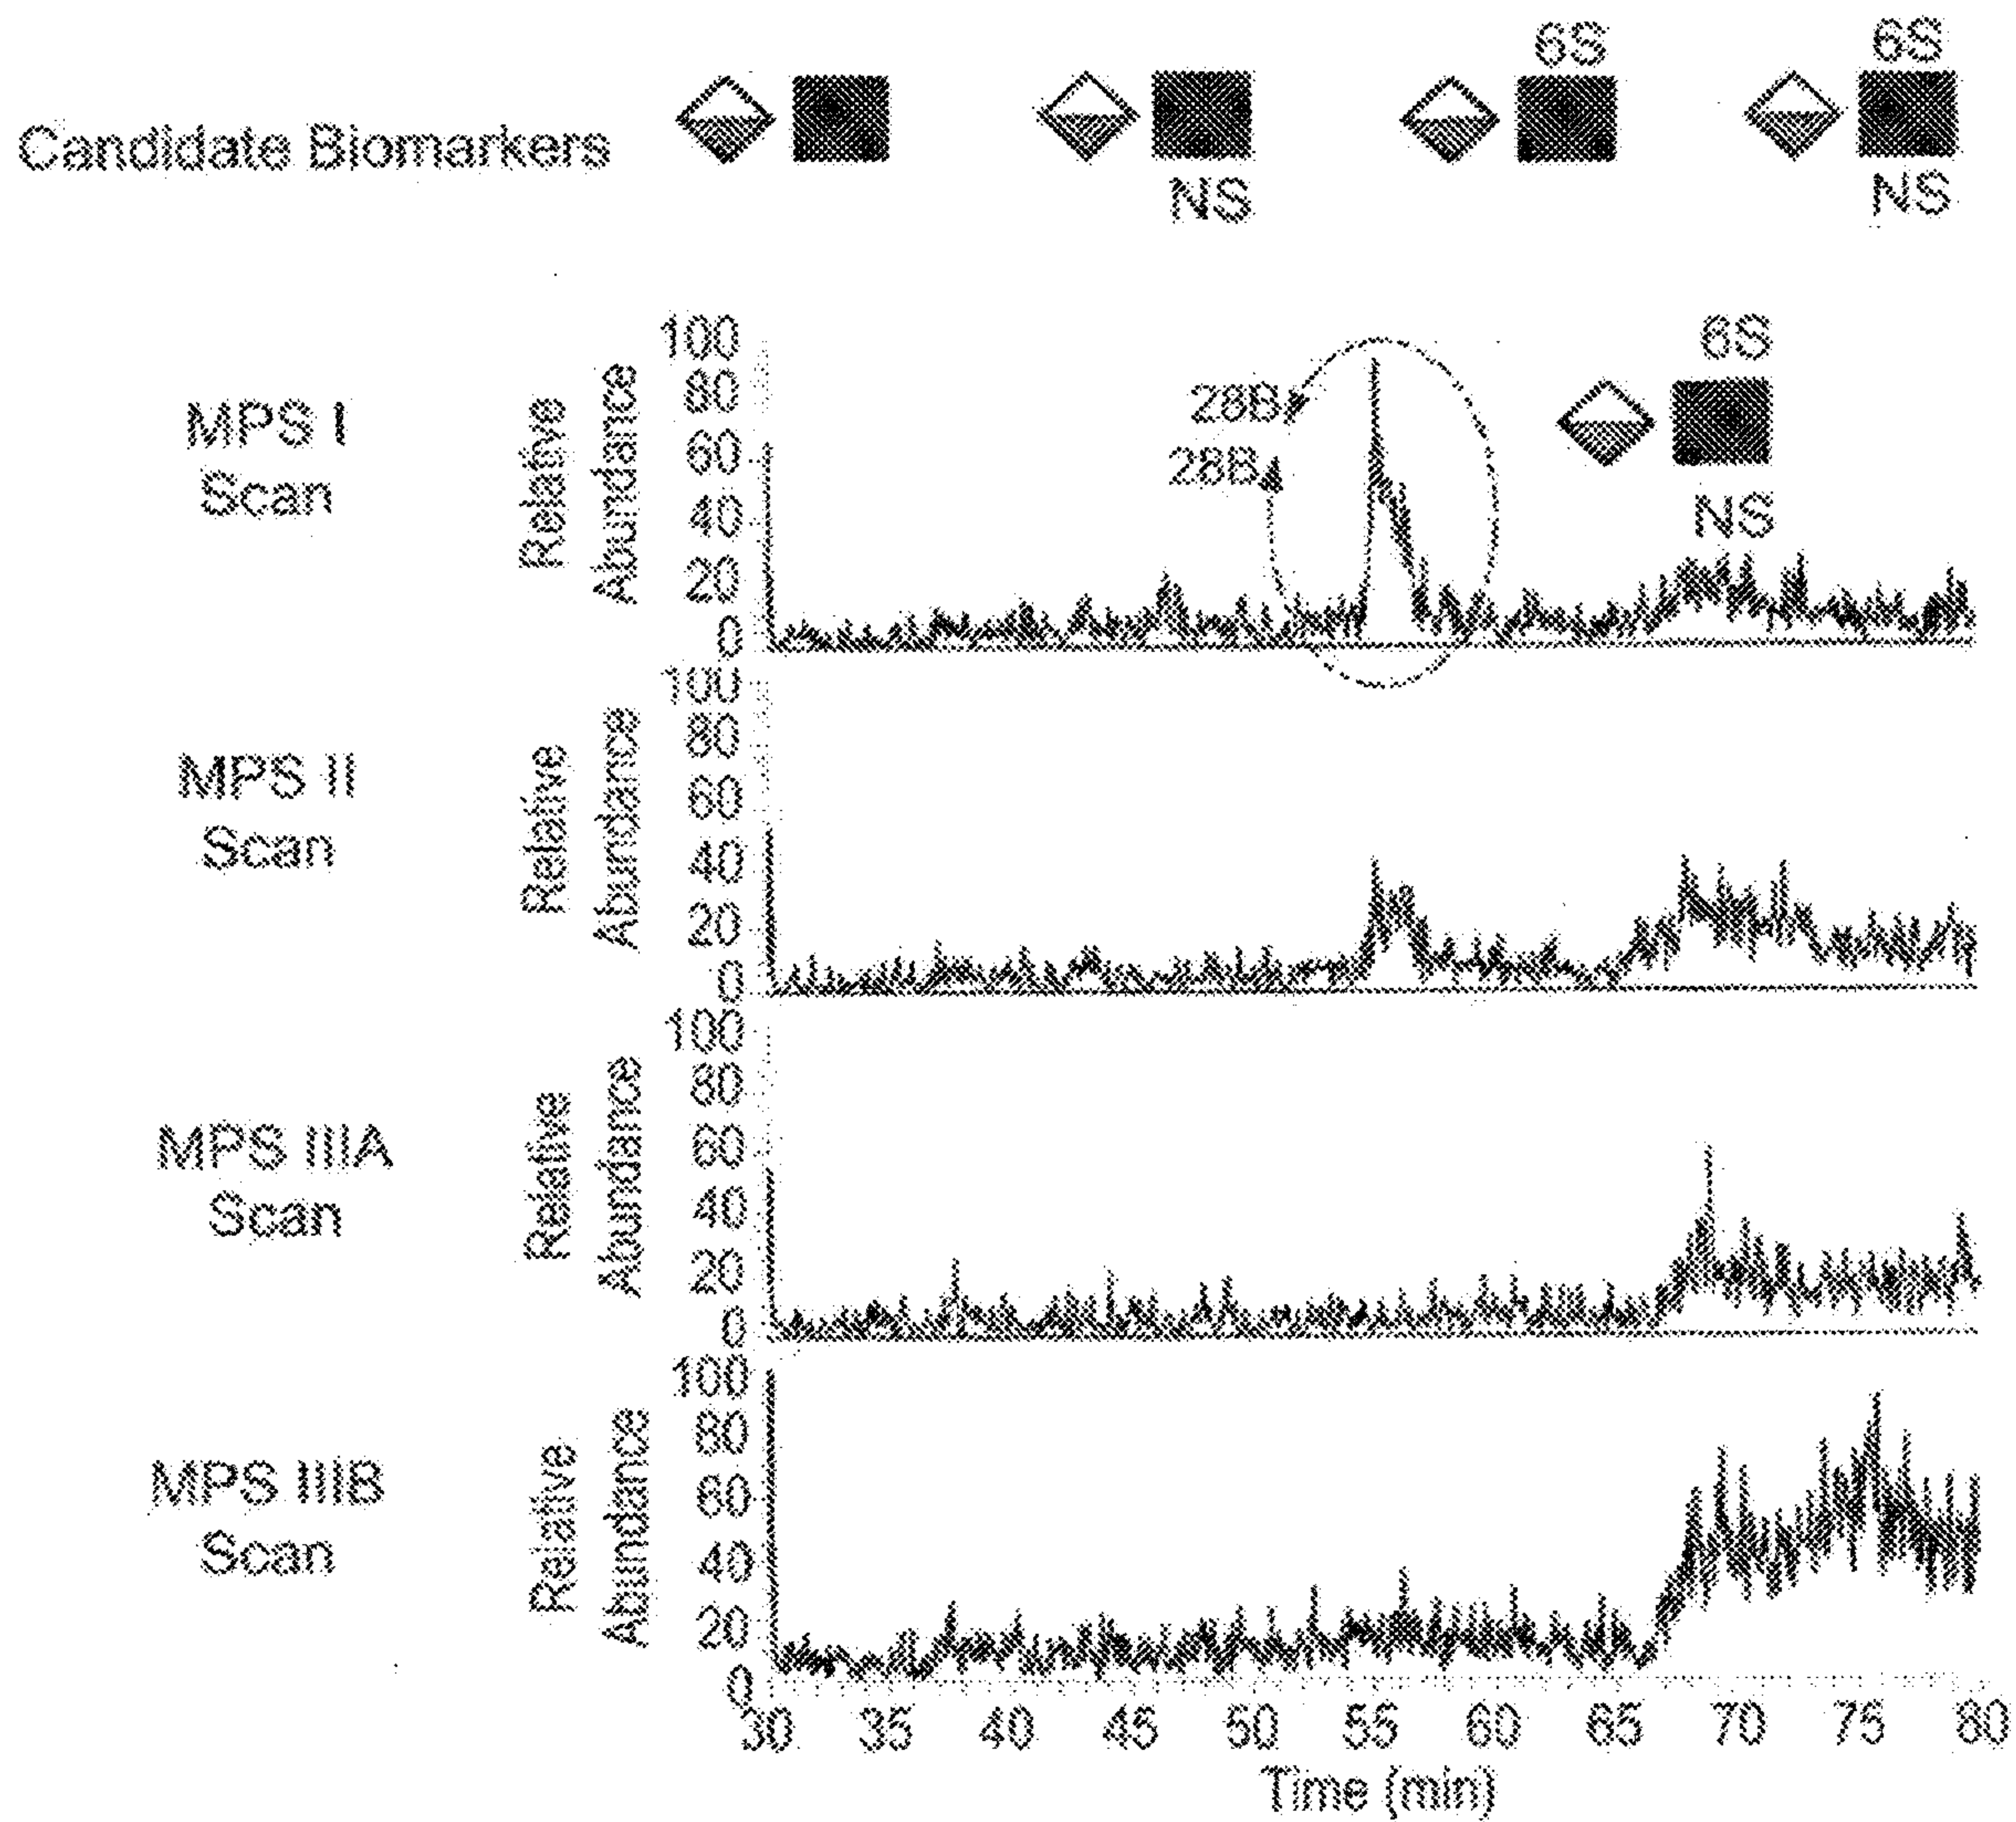 6S 6S
Candidate Biomarkers
NS NS
MPS I
Scan
Relative
Abundance
100
80
60
40
20
0
28B
28B
6S
NS
MPS II
Scan
Relative
Abundance
100
80
60
40
20
0
MPS IIIA
Scan
Relative
Abundance
100
80
60
40
20
0
MPS IIIB
Scan
Relative
Abundance
100
80
60
40
20
0
30 35 40 45 50 55 60 65 70 75 80
Time (min)